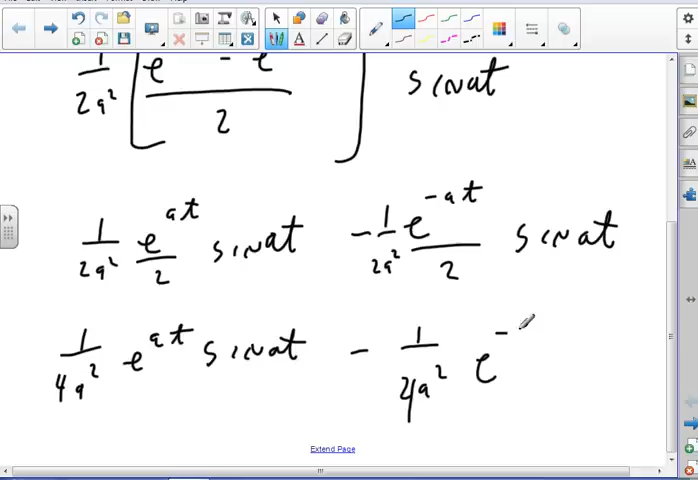 1/2a² [ e - e / 2 ] sin at
1/2a² e^at/2 sin at - 1/2a² e^-at/2 sin at
1/4a² e^at sin at - 1/4a² e^-
Extend Page